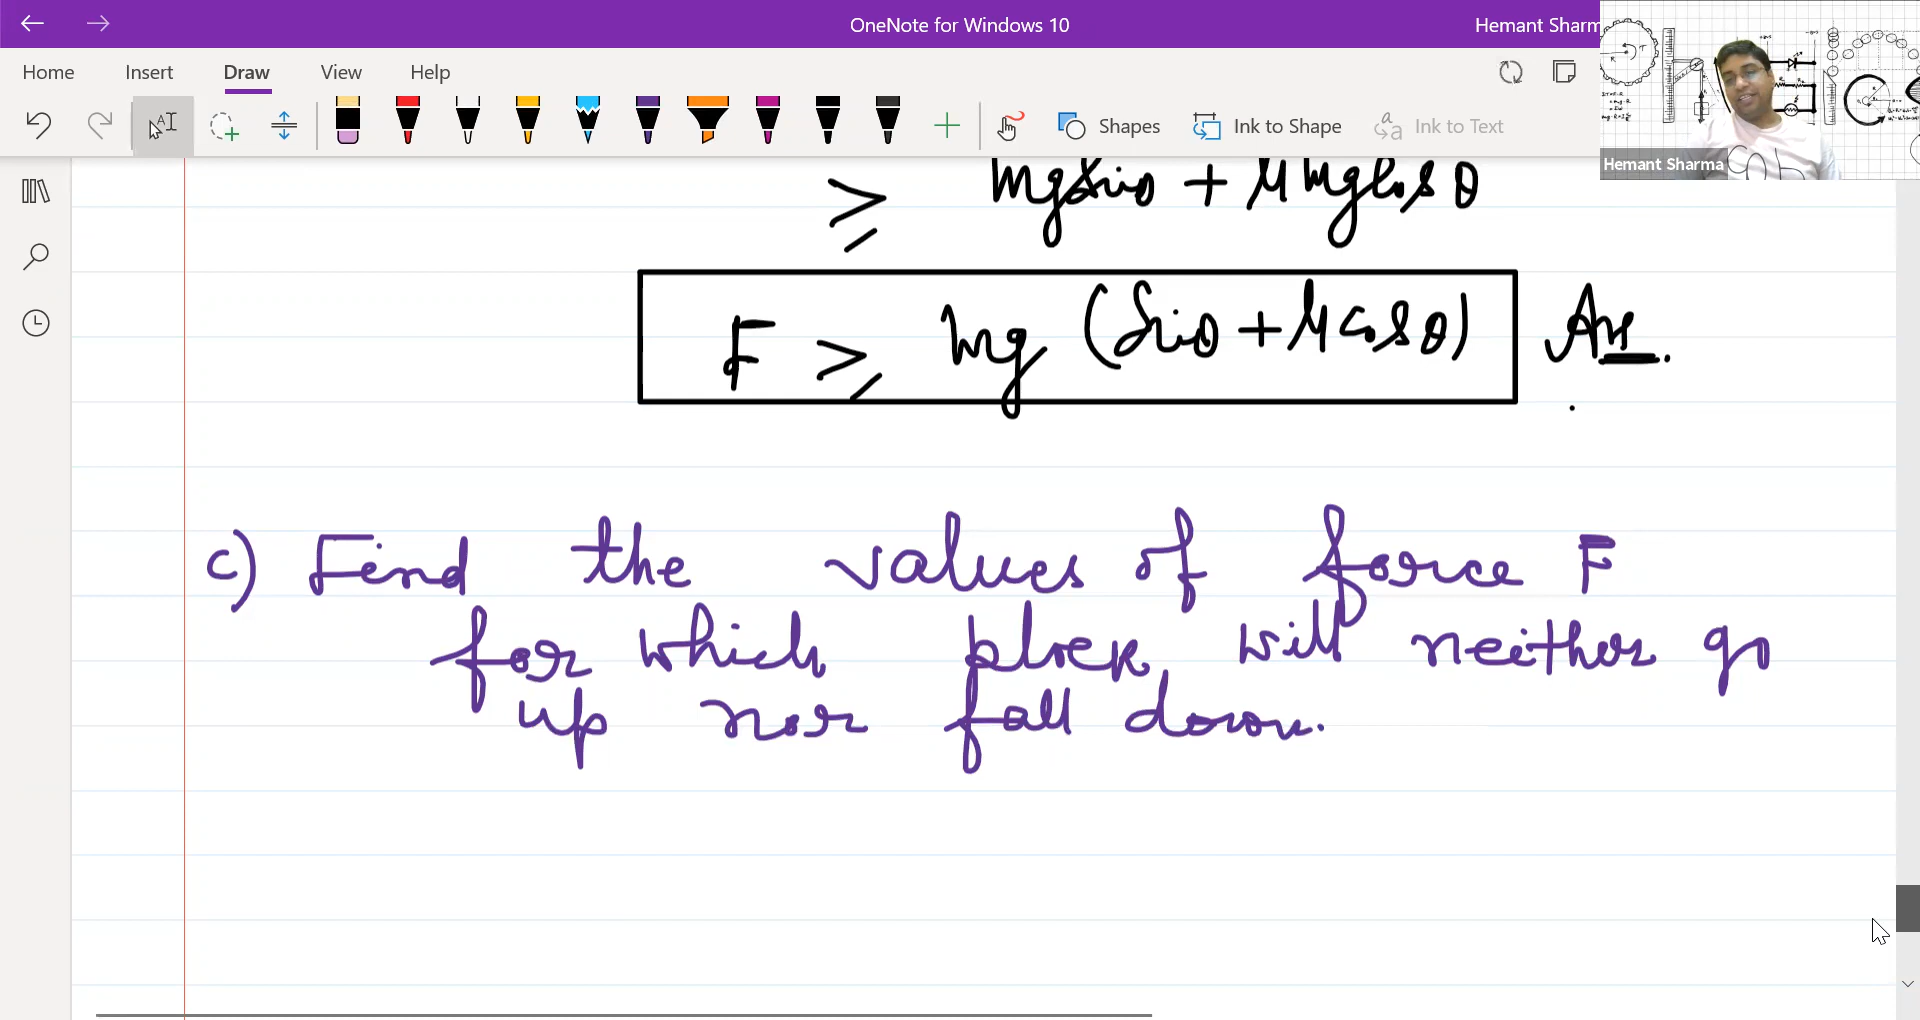 OneNote for Windows 10
Hemant Sharm
Home Insert Draw View Help
Shapes Ink to Shape Ink to Text
Hemant Sharma
≥ mg sinθ + μ mg cosθ
F ≥ mg (sinθ + μ cosθ) Ans.
c) Find the values of force F
for which block will neither go
up nor fall down.